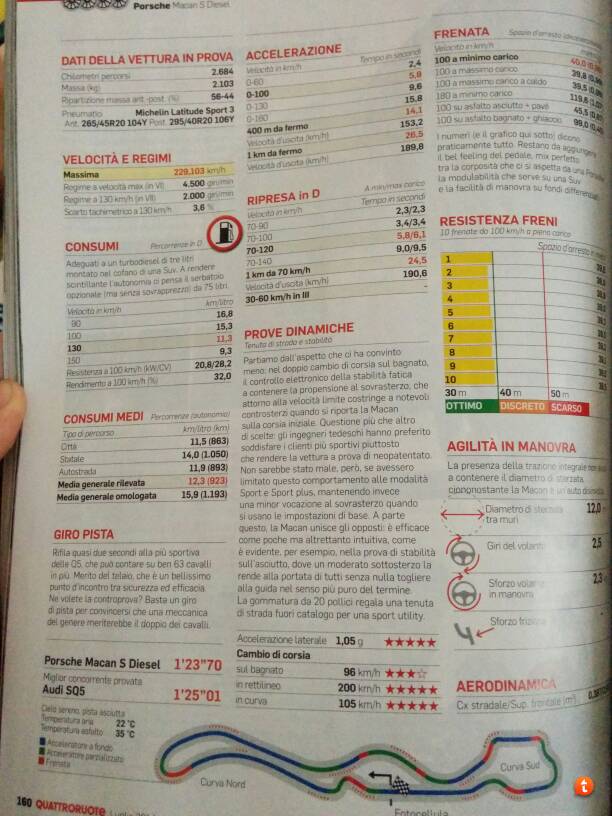 Porsche Macan S Diesel
DATI DELLA VETTURA IN PROVA
Chilometri percorsi 2.684
Massa (kg) 2.103
Ripartizione massa ant.-post. (%) 56-44
Pneumatici Michelin Latitude Sport 3
Ant. 265/45R20 104Y Post. 295/40R20 106Y
VELOCITÀ E REGIMI
Massima 229,103 km/h
Regime a velocità max (in VI) 4.500 giri/min
Regime a 130 km/h (in VII) 2.000 giri/min
Scarto tachimetrico a 130 km/h 3,6 %
CONSUMI Percorrenze in D
Adeguati a un turbodiesel di tre litri
montato nel cofano di una Suv. A rendere
scintillante l'autonomia ci pensa il serbatoio
opzionale (ma senza sovrapprezzo) da 75 litri.
Velocità in km/h km/litro
90 16,8
100 15,3
130 11,3
150 9,3
Resistenza a 100 km/h (kW/CV) 20,8/28,2
Rendimento a 100 km/h (%) 32,0
CONSUMI MEDI Percorrenze (autonomia)
Tipo di percorso km/litro (km)
Città 11,5 (863)
Statale 14,0 (1.050)
Autostrada 11,9 (893)
Media generale rilevata 12,3 (923)
Media generale omologata 15,9 (1.193)
GIRO PISTA
Rifila quasi due secondi alla più sportiva
delle Q5, che può contare su ben 63 cavalli
in più. Merito del telaio, che è un bellissimo
punto d'incontro tra sicurezza ed efficacia.
Ne volete la controprova? Basta un giro
di pista per convincersi che una meccanica
del genere meriterebbe il doppio dei cavalli.
Porsche Macan S Diesel 1'23"70
Miglior concorrente provata
Audi SQ5 1'25"01
Cielo sereno, pista asciutta
Temperatura aria 22 °C
Temperatura asfalto 35 °C
Acceleratore a fondo
Acceleratore parzializzato
Frenata
ACCELERAZIONE
Velocità in km/h Tempo in secondi
0-60 2,4
0-100 5,8
0-130 9,6
0-160 15,8
400 m da fermo 14,1
Velocità d'uscita (km/h) 153,2
1 km da fermo 26,5
Velocità d'uscita (km/h) 189,8
RIPRESA in D A min/max carico
Velocità in km/h Tempo in secondi
70-90 2,3/2,3
70-100 3,4/3,4
70-120 5,8/6,1
70-140 9,0/9,5
1 km da 70 km/h 24,5
Velocità d'uscita (km/h) 190,6
30-60 km/h in III -
PROVE DINAMICHE
Tenuta di strada e stabilità
Partiamo dall'aspetto che ci ha convinto
meno: nel doppio cambio di corsia sul bagnato,
il controllo elettronico della stabilità fatica
a contenere la propensione al sovrasterzo, che
attorno alla velocità limite costringe a notevoli
controsterzi quando si riporta la Macan
sulla corsia iniziale. Questione più che altro
di scelte: gli ingegneri tedeschi hanno preferito
soddisfare i clienti più sportivi piuttosto
che rendere la vettura a prova di neopatentato.
Non sarebbe stato male, però, se avessero
limitato questo comportamento alle modalità
Sport e Sport plus, mantenendo invece
una minor vocazione al sovrasterzo quando
si usano le impostazioni di base. A parte
questo, la Macan unisce gli opposti: è efficace
come poche ma altrettanto intuitiva, come
è evidente, per esempio, nella prova di stabilità
sull'asciutto, dove un moderato sottosterzo la
rende alla portata di tutti senza nulla togliere
alla guida nel senso più puro del termine.
La gommatura da 20 pollici regala una tenuta
di strada fuori catalogo per una sport utility.
Accelerazione laterale 1,05 g ★★★★★
Cambio di corsia
sul bagnato 96 km/h ★★★☆
in rettilineo 200 km/h ★★★★★
in curva 105 km/h ★★★★★
FRENATA
Velocità in km/h
100 a minimo carico 40,0
100 a massimo carico 39,8
100 a massimo carico a caldo 39,5
180 a minimo carico
100 su asfalto asciutto + pavé 45,5
100 su asfalto bagnato + ghiaccio 99,0
I numeri (e il grafico qui sotto) dicono
praticamente tutto. Restano da aggiungere
il bel feeling del pedale, mix perfetto
tra la corposità che ci si aspetta da una
la modulabilità che serve su una Suv
e la facilità di manovra su fondi
RESISTENZA FRENI
10 frenate da 100 km/h a pieno carico
Spazio d'arresto in
1
2
3
4
5
6
7
8
9
10
30 m 40 m 50 m
OTTIMO DISCRETO SCARSO
AGILITÀ IN MANOVRA
La presenza della trazione integrale
a contenere il diametro di sterzata,
ciononostante la Macan è un'auto
Diametro di
tra muri 12,0
Giri del volante 2,5
Sforzo volante
in manovra 2,3
Sforzo
AERODINAMICA
Cx stradale/Sup. frontale (m²)
Curva Nord
Curva Sud
Fotocellula
t
160 QUATTRORUOTE Luglio